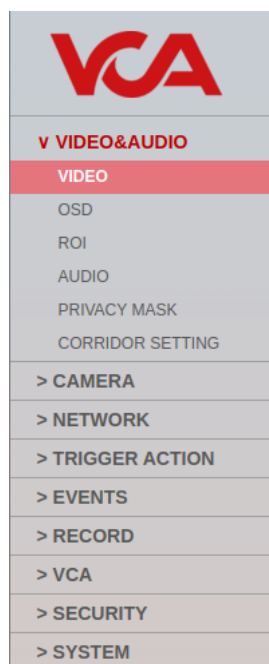 VCA
∨ VIDEO&AUDIO
VIDEO
OSD
ROI
AUDIO
PRIVACY MASK
CORRIDOR SETTING
> CAMERA
> NETWORK
> TRIGGER ACTION
> EVENTS
> RECORD
> VCA
> SECURITY
> SYSTEM